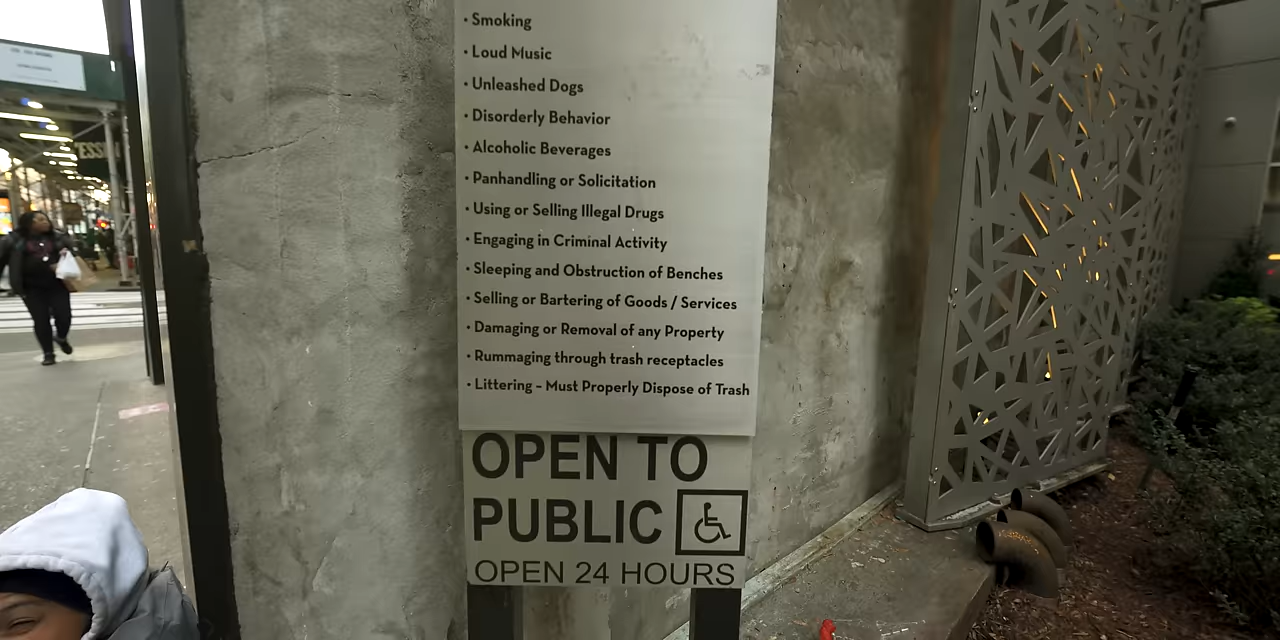 • Smoking
• Loud Music
• Unleashed Dogs
• Disorderly Behavior
• Alcoholic Beverages
• Panhandling or Solicitation
• Using or Selling Illegal Drugs
• Engaging in Criminal Activity
• Sleeping and Obstruction of Benches
• Selling or Bartering of Goods / Services
• Damaging or Removal of any Property
• Rummaging through trash receptacles
• Littering – Must Properly Dispose of Trash
OPEN TO
PUBLIC
OPEN 24 HOURS